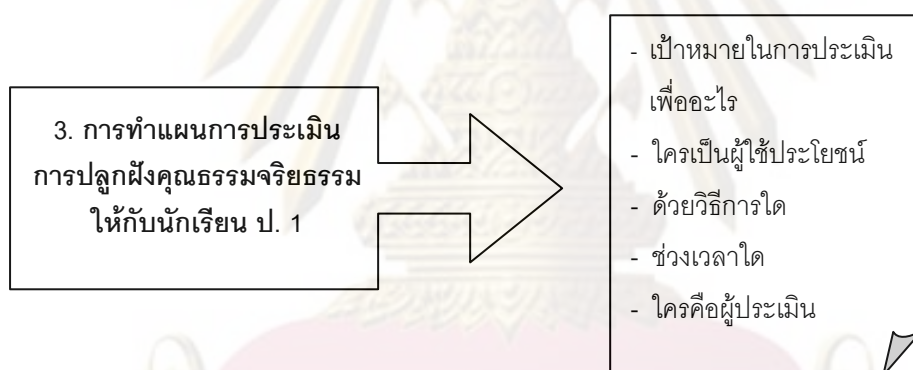 3. การทำแผนการประเมิน
การปลูกฝังคุณธรรมจริยธรรม
ให้กับนักเรียน ป. 1
- เป้าหมายในการประเมิน
เพื่ออะไร
- ใครเป็นผู้ใช้ประโยชน์
- ด้วยวิธีการใด
- ช่วงเวลาใด
- ใครคือผู้ประเมิน